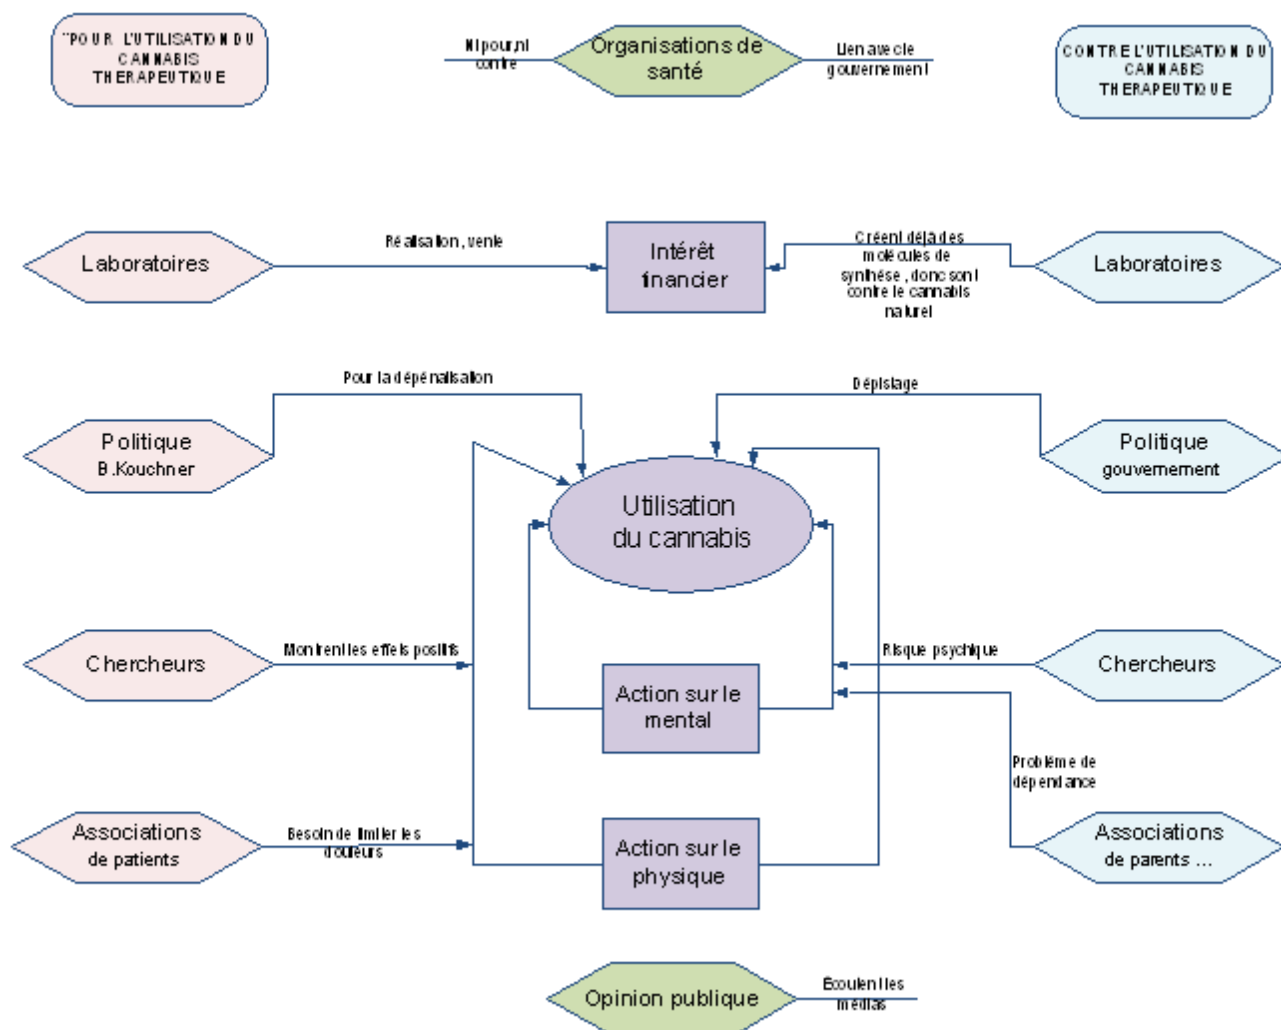 "POUR L'UTILISATION DU
CANNABIS
THERAPEUTIQUE
Ni pour, ni
contre
Organisations de
santé
Lien avec le
gouvernement
CONTRE L'UTILISATION DU
CANNABIS
THERAPEUTIQUE
Laboratoires
Réalisation, vente
Intérêt
financier
Créent déjà des
molécules de
synthèse, donc sont
contre le cannabis
naturel
Laboratoires
Pour la dépénalisation
Dépistage
Politique
B.Kouchner
Politique
gouvernement
Utilisation
du cannabis
Chercheurs
Montrent les effets positifs
Risque psychique
Chercheurs
Action sur le
mental
Problème de
dépendance
Associations
de patients
Besoin de limiter les
douleurs
Action sur le
physique
Associations
de parents ...
Opinion publique
Écoutent les
médias